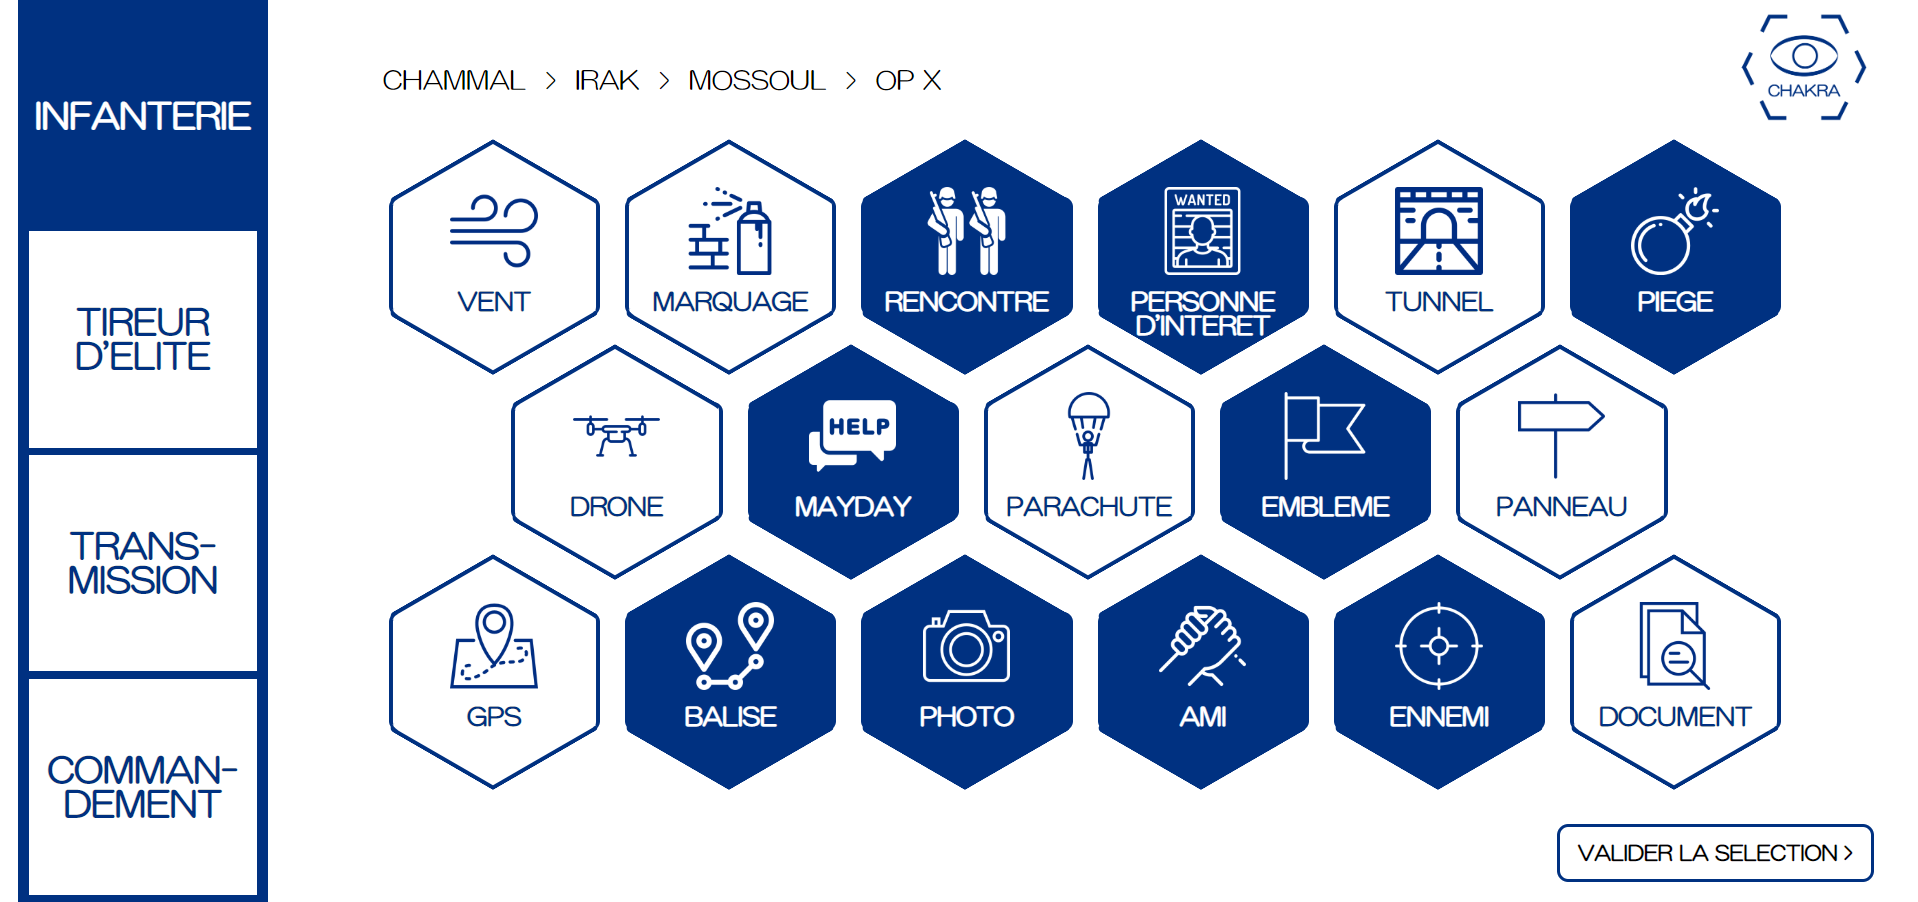 INFANTERIE
TIREUR
D'ELITE
TRANS-
MISSION
COMMAN-
DEMENT
CHAMMAL > IRAK > MOSSOUL > OP X
CHAKRA
VENT
MARQUAGE
RENCONTRE
WANTED
PERSONNE
D'INTERET
TUNNEL
PIEGE
DRONE
HELP
MAYDAY
PARACHUTE
EMBLEME
PANNEAU
GPS
BALISE
PHOTO
AMI
ENNEMI
DOCUMENT
VALIDER LA SELECTION >